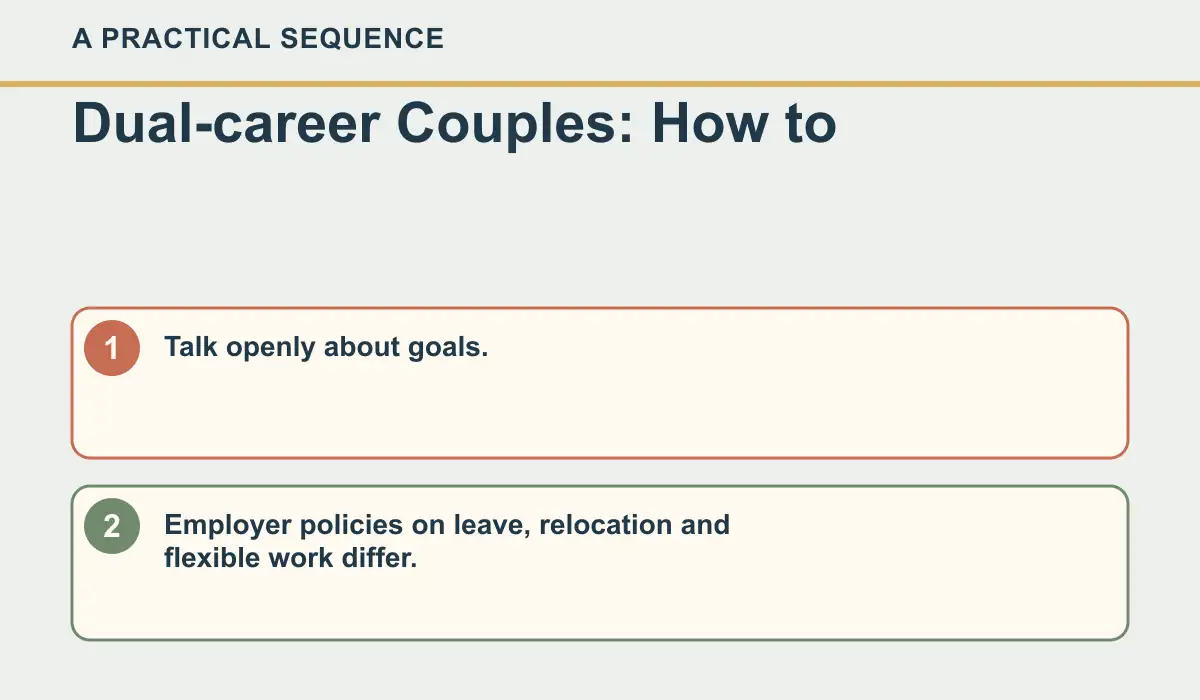 A PRACTICAL SEQUENCE
Dual-career Couples: How to
1
Talk openly about goals.
2
Employer policies on leave, relocation and
flexible work differ.